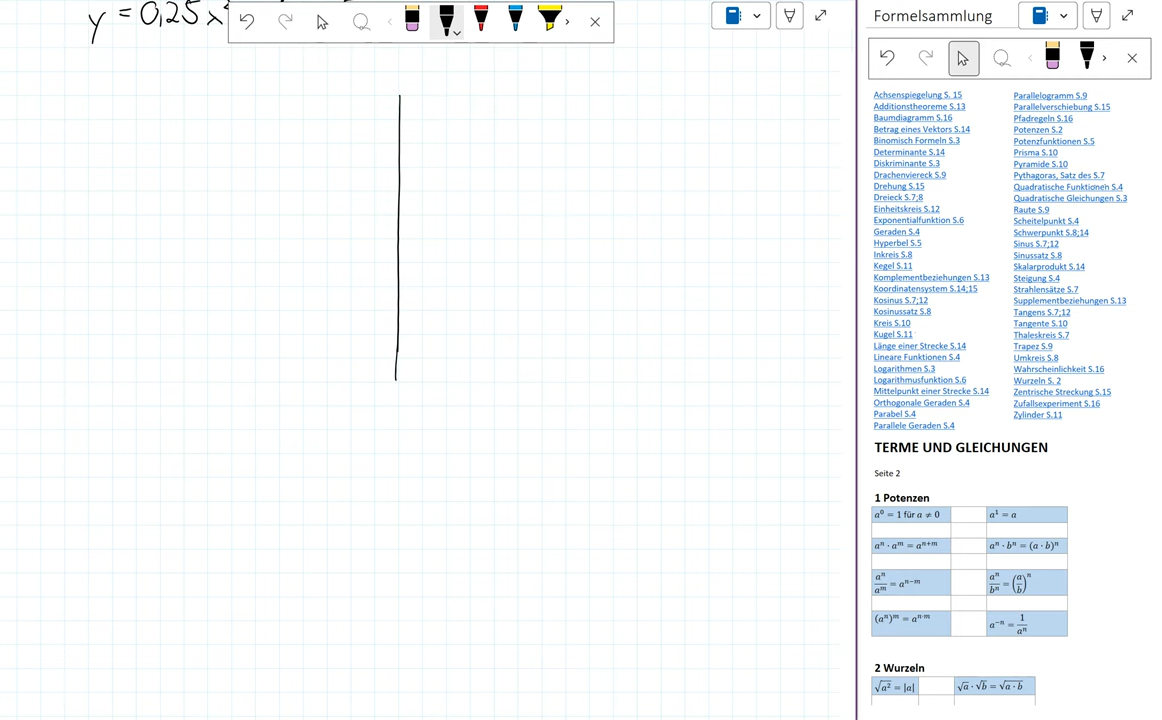 y = 0,25x²
Formelsammlung
Achsenspiegelung S. 15
Additionstheoreme S.13
Baumdiagramm S.16
Betrag eines Vektors S.14
Binomisch Formeln S.3
Determinante S.14
Diskriminante S.3
Drachenviereck S.9
Drehung S.15
Dreieck S.7;8
Einheitskreis S.12
Exponentialfunktion S.6
Geraden S.4
Hyperbel S.5
Inkreis S.8
Kegel S.11
Komplementbeziehungen S.13
Koordinatensystem S.14;15
Kosinus S.7;12
Kosinussatz S.8
Kreis S.10
Kugel S.11
Länge einer Strecke S.14
Lineare Funktionen S.4
Logarithmen S.3
Logarithmusfunktion S.6
Mittelpunkt einer Strecke S.14
Orthogonale Geraden S.4
Parabel S.4
Parallele Geraden S.4
Parallelogramm S.9
Parallelverschiebung S.15
Pfadregeln S.16
Potenzen S.2
Potenzfunktionen S.5
Prisma S.10
Pyramide S.10
Pythagoras, Satz des S.7
Quadratische Funktionen S.4
Quadratische Gleichungen S.3
Raute S.9
Scheitelpunkt S.4
Schwerpunkt S.8;14
Sinus S.7;12
Sinussatz S.8
Skalarprodukt S.14
Steigung S.4
Strahlensätze S.7
Supplementbeziehungen S.13
Tangens S.7;12
Tangente S.10
Thaleskreis S.7
Trapez S.9
Umkreis S.8
Wahrscheinlichkeit S.16
Wurzeln S. 2
Zentrische Streckung S.15
Zufallsexperiment S.16
Zylinder S.11
TERME UND GLEICHUNGEN
Seite 2
1 Potenzen
a⁰ = 1 für a ≠ 0    a¹ = a
aⁿ · aᵐ = aⁿ⁺ᵐ    aⁿ · bⁿ = (a · b)ⁿ
aⁿ/aᵐ = aⁿ⁻ᵐ    aⁿ/bⁿ = (a/b)ⁿ
(aⁿ)ᵐ = aⁿ·ᵐ    a⁻ⁿ = 1/aⁿ
2 Wurzeln
√a² = |a|    √a · √b = √a · b